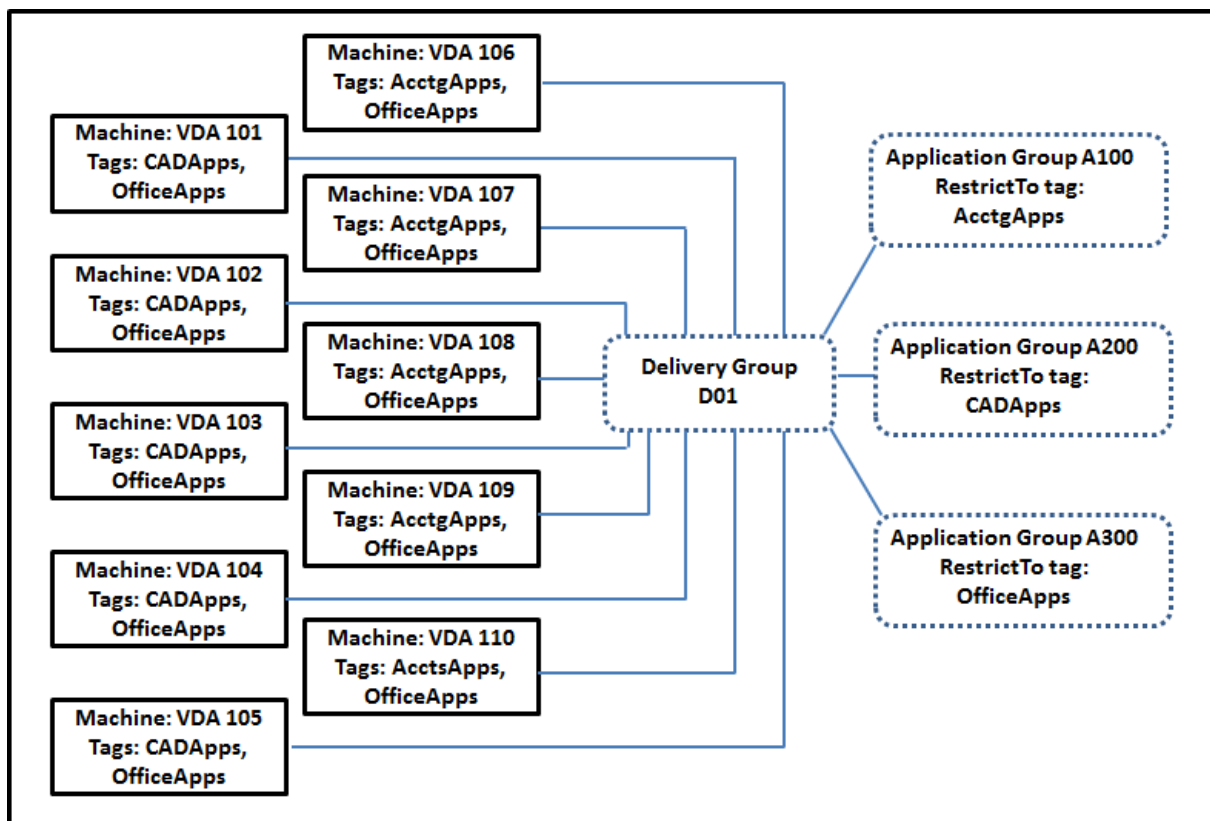 Machine: VDA 106
Tags: AcctgApps,
OfficeApps
Machine: VDA 101
Tags: CADApps,
OfficeApps
Machine: VDA 107
Tags: AcctgApps,
OfficeApps
Machine: VDA 102
Tags: CADApps,
OfficeApps
Machine: VDA 108
Tags: AcctgApps,
OfficeApps
Machine: VDA 103
Tags: CADApps,
OfficeApps
Machine: VDA 109
Tags: AcctgApps,
OfficeApps
Machine: VDA 104
Tags: CADApps,
OfficeApps
Machine: VDA 110
Tags: AcctsApps,
OfficeApps
Machine: VDA 105
Tags: CADApps,
OfficeApps
Delivery Group
D01
Application Group A100
RestrictTo tag:
AcctgApps
Application Group A200
RestrictTo tag:
CADApps
Application Group A300
RestrictTo tag:
OfficeApps